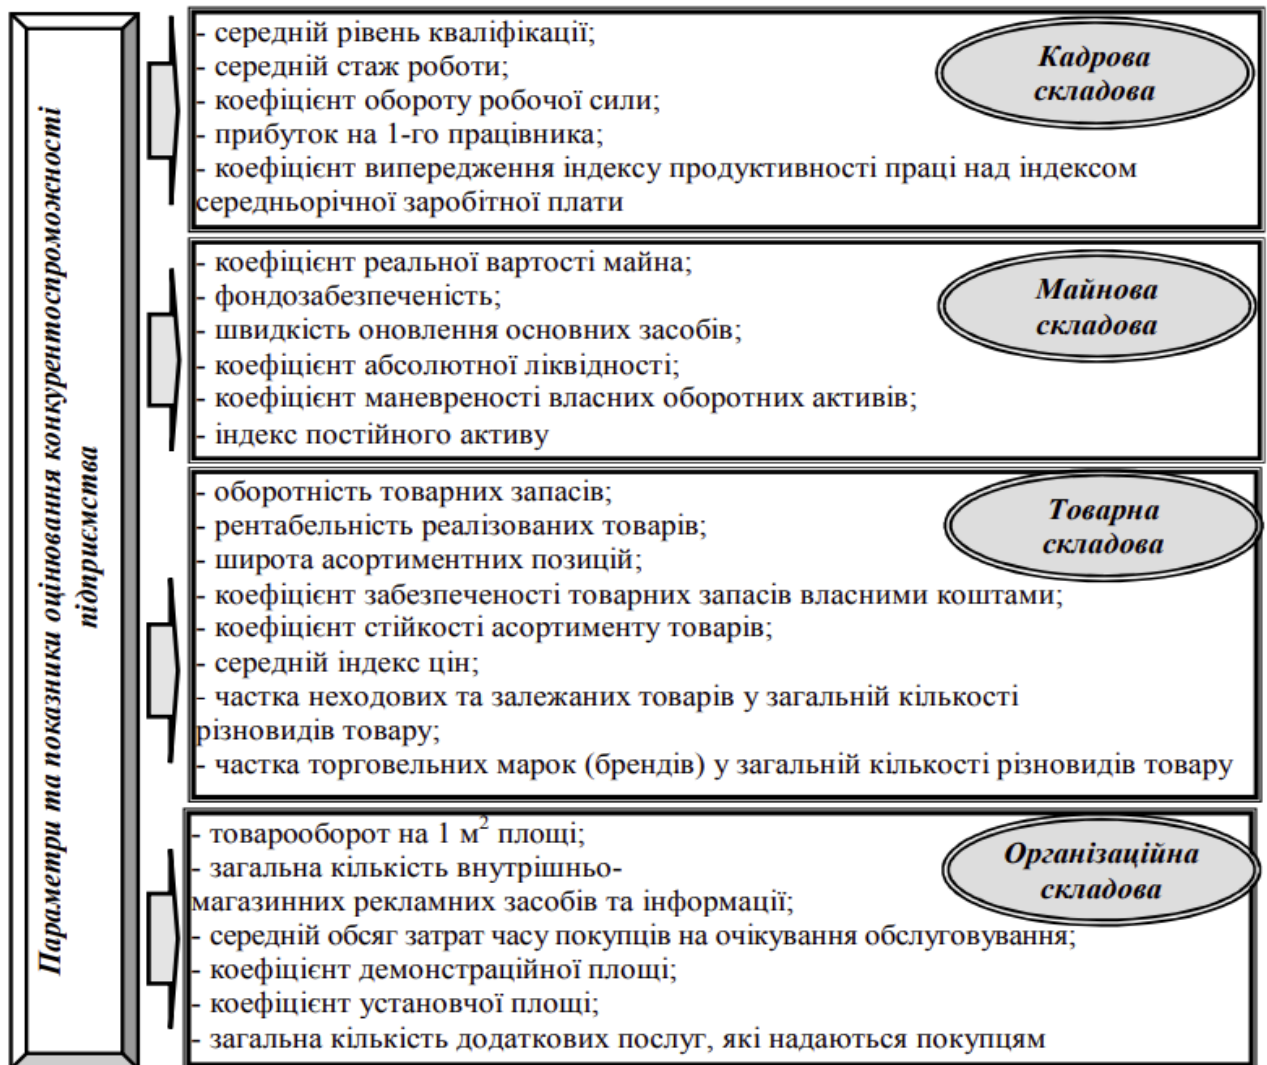 Параметри та показники оцінювання конкурентоспроможності
підприємства
- середній рівень кваліфікації;
- середній стаж роботи;
- коефіцієнт обороту робочої сили;
- прибуток на 1-го працівника;
- коефіцієнт випередження індексу продуктивності праці над індексом
середньорічної заробітної плати
Кадрова
складова
- коефіцієнт реальної вартості майна;
- фондозабезпеченість;
- швидкість оновлення основних засобів;
- коефіцієнт абсолютної ліквідності;
- коефіцієнт маневреності власних оборотних активів;
- індекс постійного активу
Майнова
складова
- оборотність товарних запасів;
- рентабельність реалізованих товарів;
- широта асортиментних позицій;
- коефіцієнт забезпеченості товарних запасів власними коштами;
- коефіцієнт стійкості асортименту товарів;
- середній індекс цін;
- частка неходових та залежаних товарів у загальній кількості
різновидів товару;
- частка торговельних марок (брендів) у загальній кількості різновидів товару
Товарна
складова
- товарооборот на 1 м² площі;
- загальна кількість внутрішньо-
магазинних рекламних засобів та інформації;
- середній обсяг затрат часу покупців на очікування обслуговування;
- коефіцієнт демонстраційної площі;
- коефіцієнт установчої площі;
- загальна кількість додаткових послуг, які надаються покупцям
Організаційна
складова